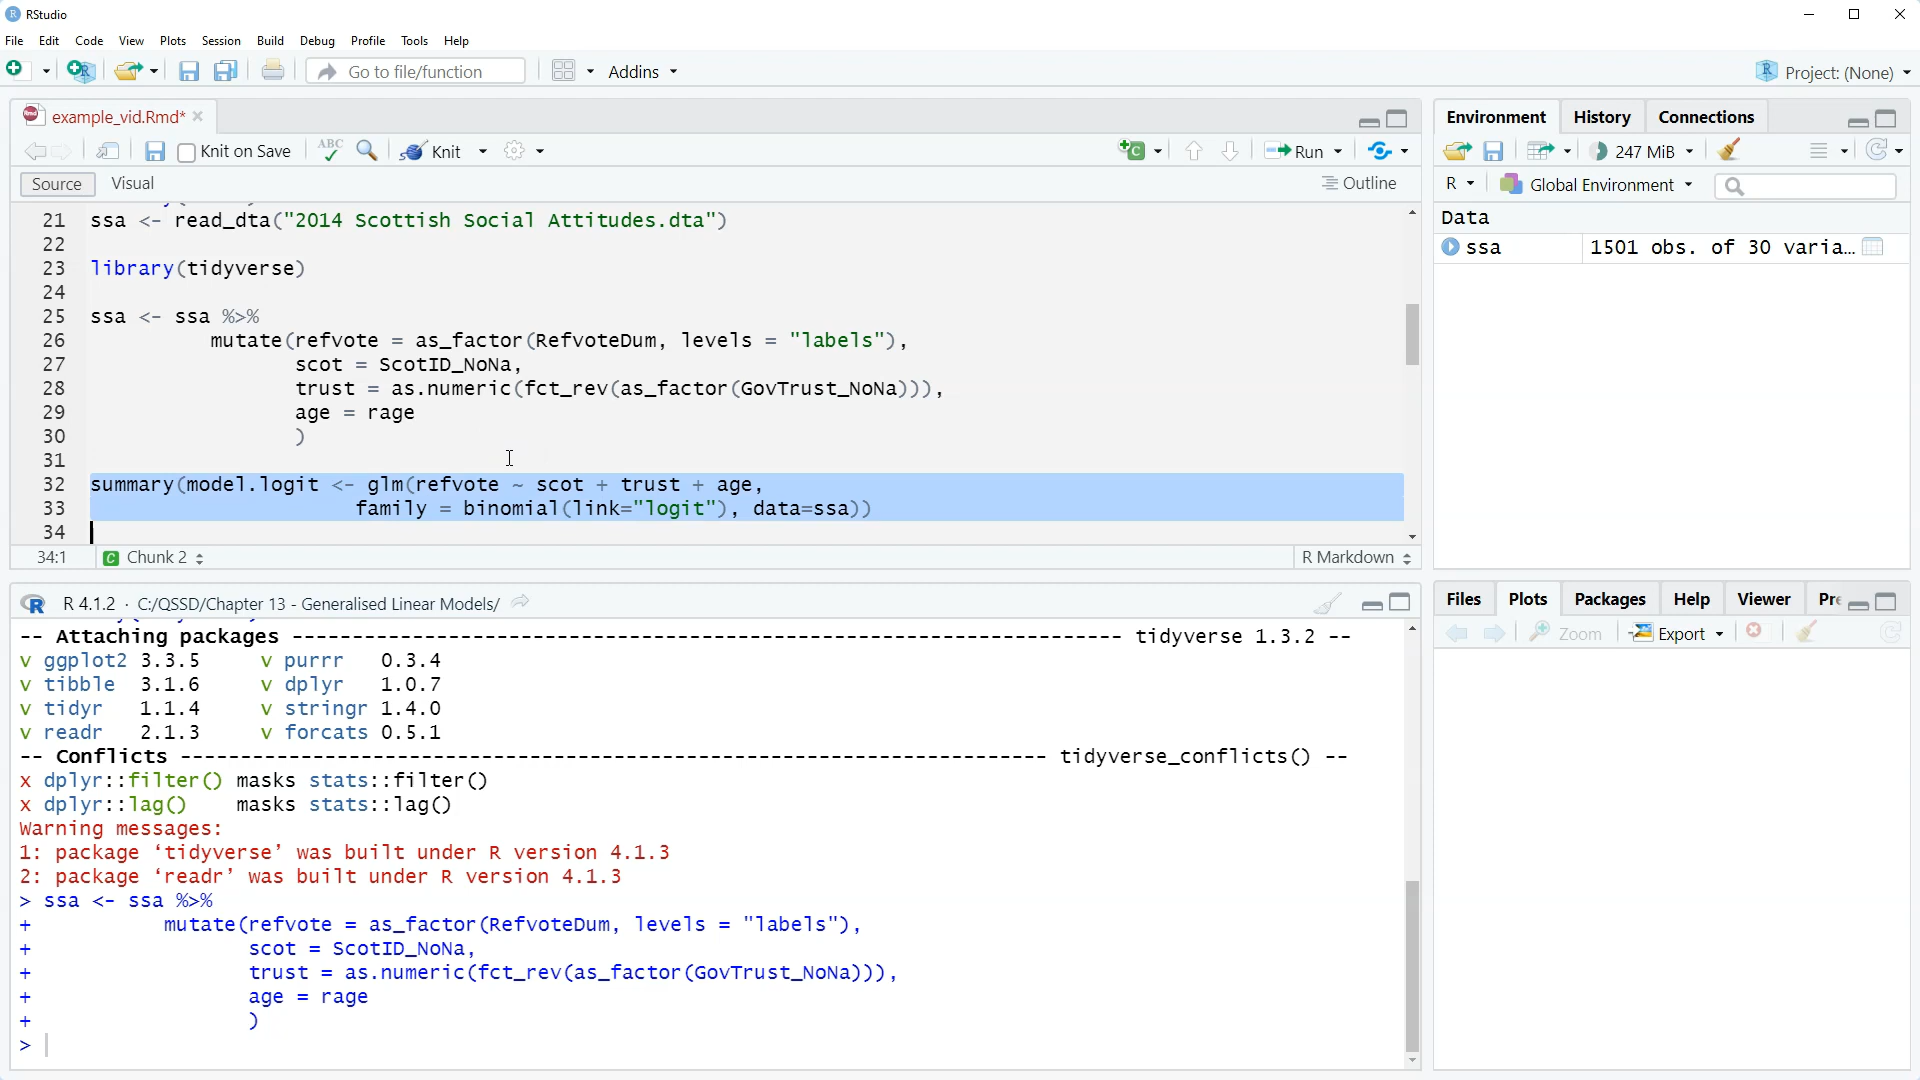 RStudio
File Edit Code View Plots Session Build Debug Profile Tools Help
Go to file/function Addins Project: (None)
example_vid.Rmd*
Knit on Save ABC Knit Run
Source Visual Outline
21 ssa <- read_dta("2014 Scottish Social Attitudes.dta")
22
23 library(tidyverse)
24
25 ssa <- ssa %>%
26 mutate(refvote = as_factor(RefvoteDum, levels = "labels"),
27 scot = ScotID_NoNa,
28 trust = as.numeric(fct_rev(as_factor(GovTrust_NoNa))),
29 age = rage
30 )
31
32 summary(model.logit <- glm(refvote ~ scot + trust + age,
33 family = binomial(link="logit"), data=ssa))
34
34:1 C Chunk 2 R Markdown
R 4.1.2 · C:/QSSD/Chapter 13 - Generalised Linear Models/
-- Attaching packages --------------------------------------------------------------------- tidyverse 1.3.2 --
v ggplot2 3.3.5 v purrr 0.3.4
v tibble 3.1.6 v dplyr 1.0.7
v tidyr 1.1.4 v stringr 1.4.0
v readr 2.1.3 v forcats 0.5.1
-- Conflicts ------------------------------------------------------------------------ tidyverse_conflicts() --
x dplyr::filter() masks stats::filter()
x dplyr::lag() masks stats::lag()
Warning messages:
1: package ‘tidyverse’ was built under R version 4.1.3
2: package ‘readr’ was built under R version 4.1.3
> ssa <- ssa %>%
+ mutate(refvote = as_factor(RefvoteDum, levels = "labels"),
+ scot = ScotID_NoNa,
+ trust = as.numeric(fct_rev(as_factor(GovTrust_NoNa))),
+ age = rage
+ )
>
Environment History Connections
247 MiB
R Global Environment
Data
ssa 1501 obs. of 30 varia...
Files Plots Packages Help Viewer Pre
Zoom Export